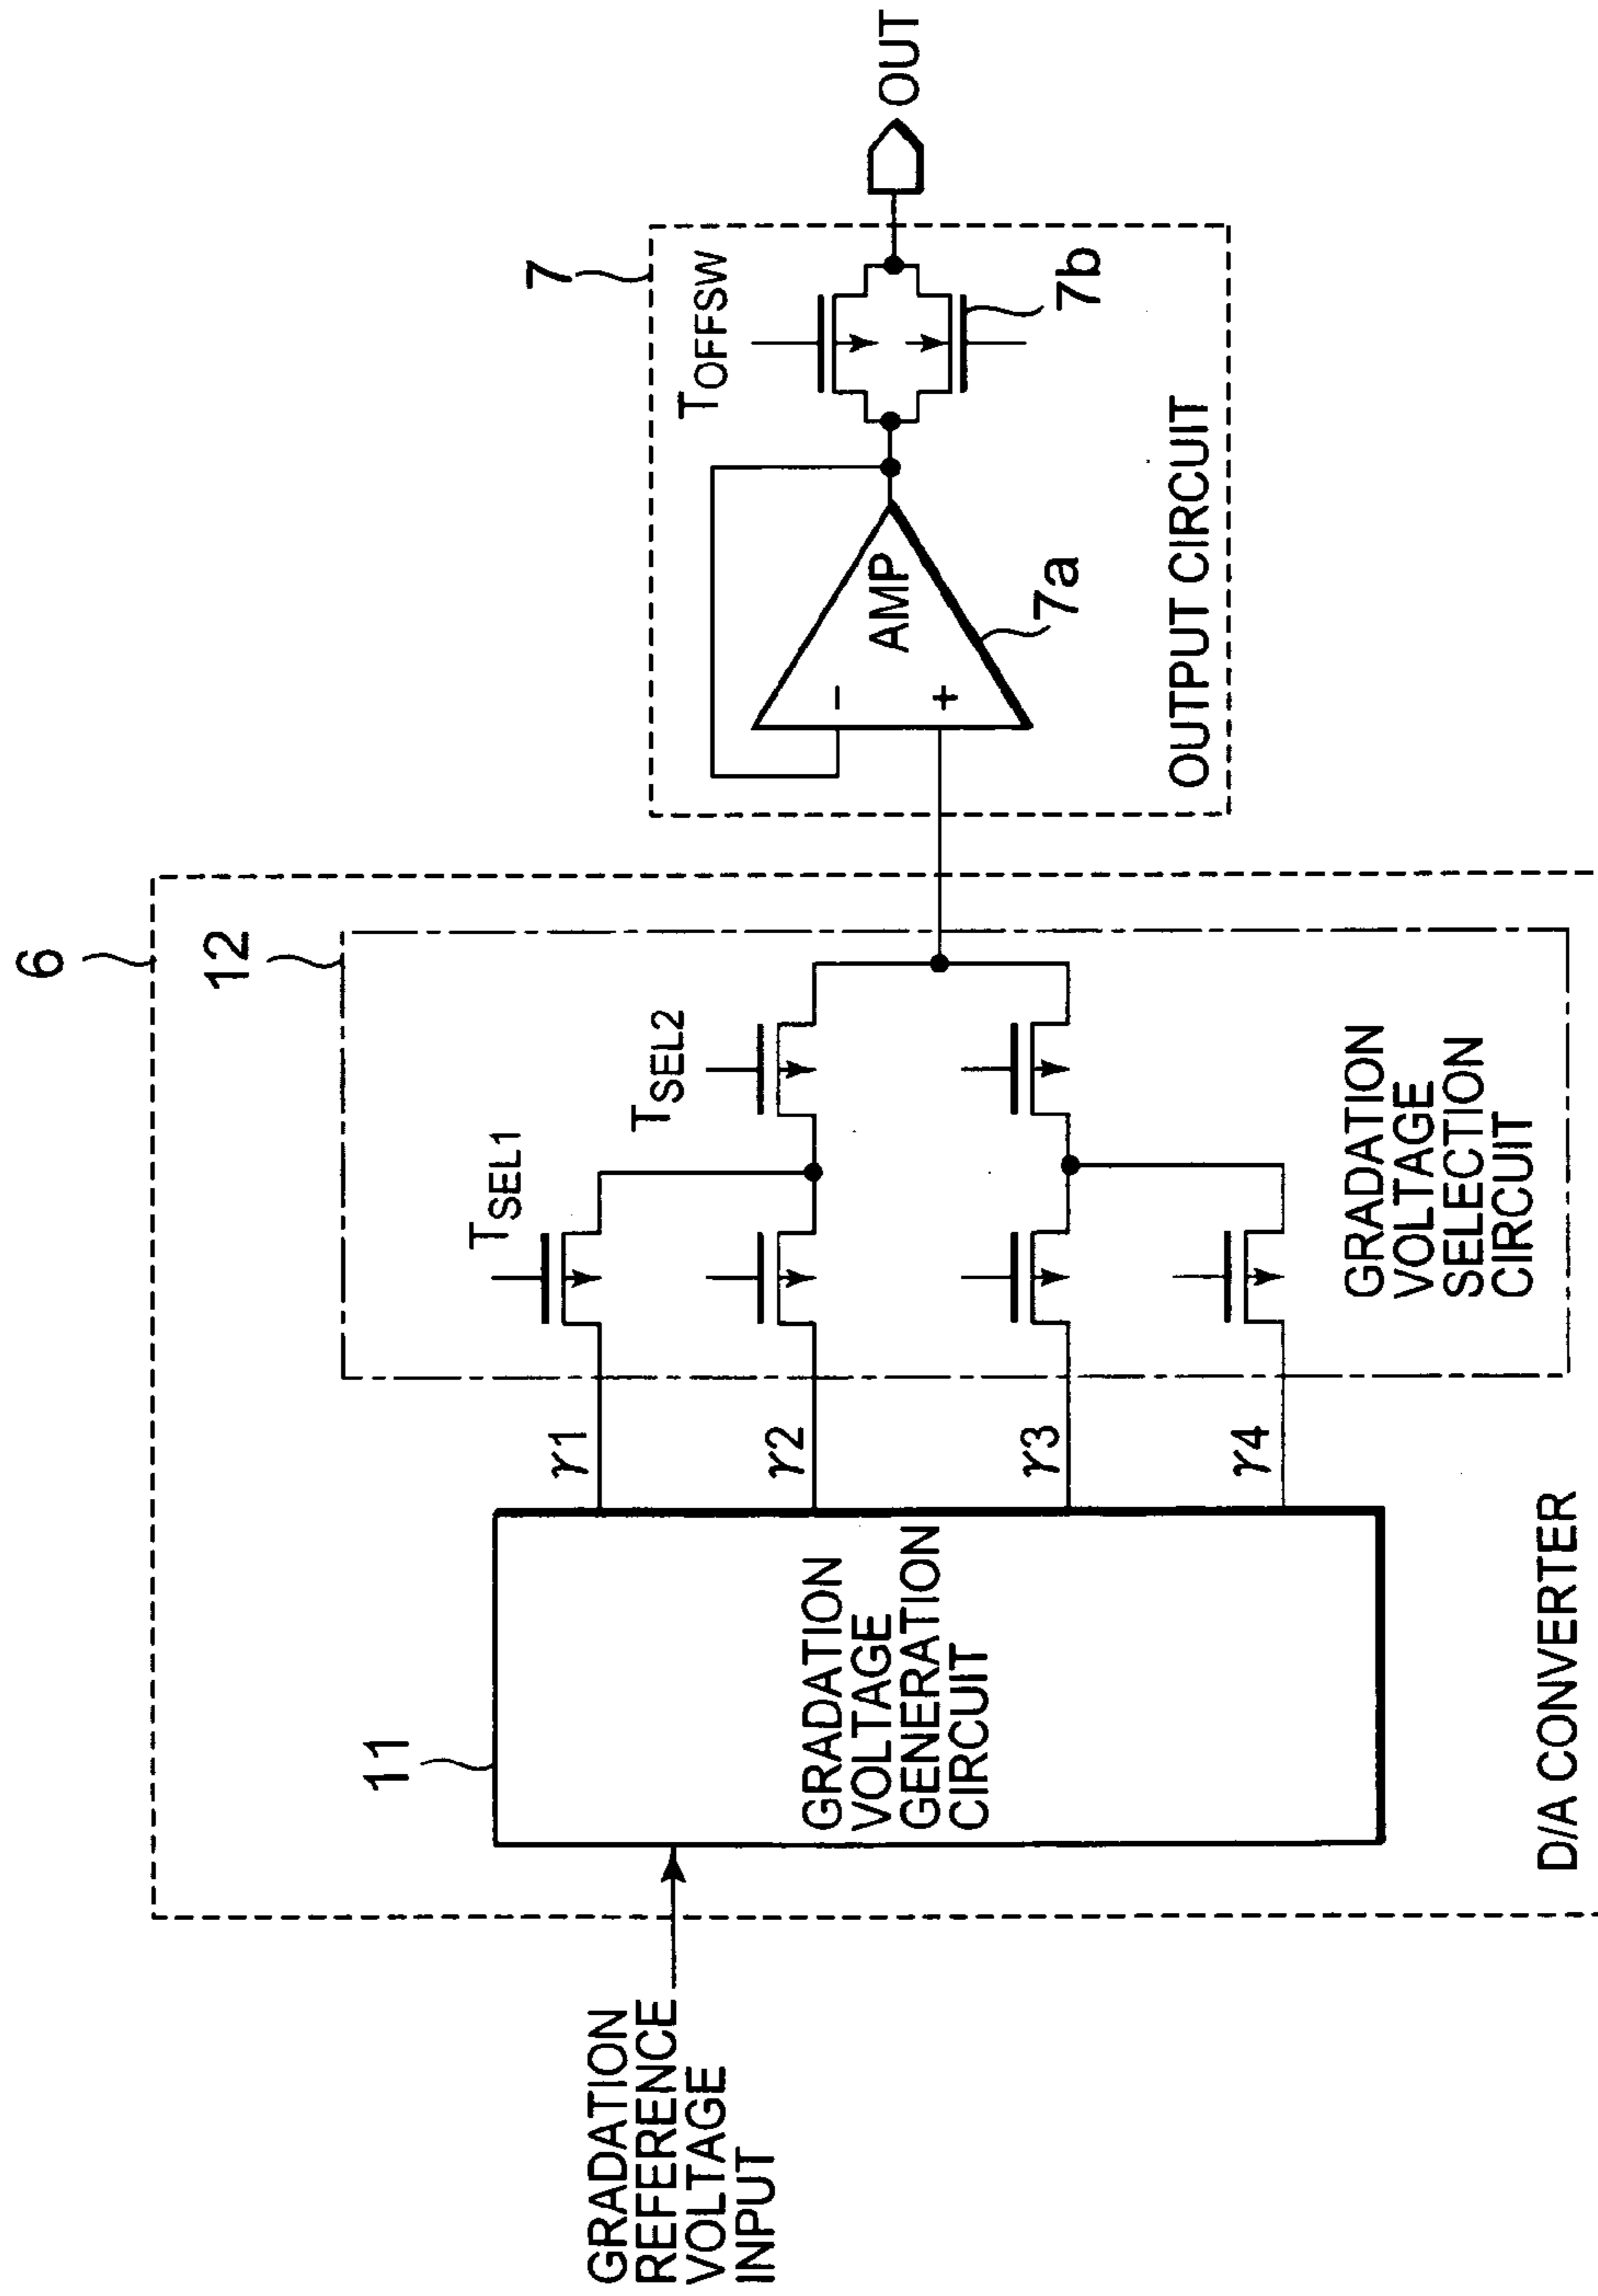 6
12
11
GRADATION
REFERENCE
VOLTAGE
INPUT
GRADATION
VOLTAGE
GENERATION
CIRCUIT
γ1
γ2
γ3
γ4
TSEL1
TSEL2
GRADATION
VOLTAGE
SELECTION
CIRCUIT
D/A CONVERTER
7
TOFFSW
-
+
AMP
7a
7b
OUTPUT CIRCUIT
OUT